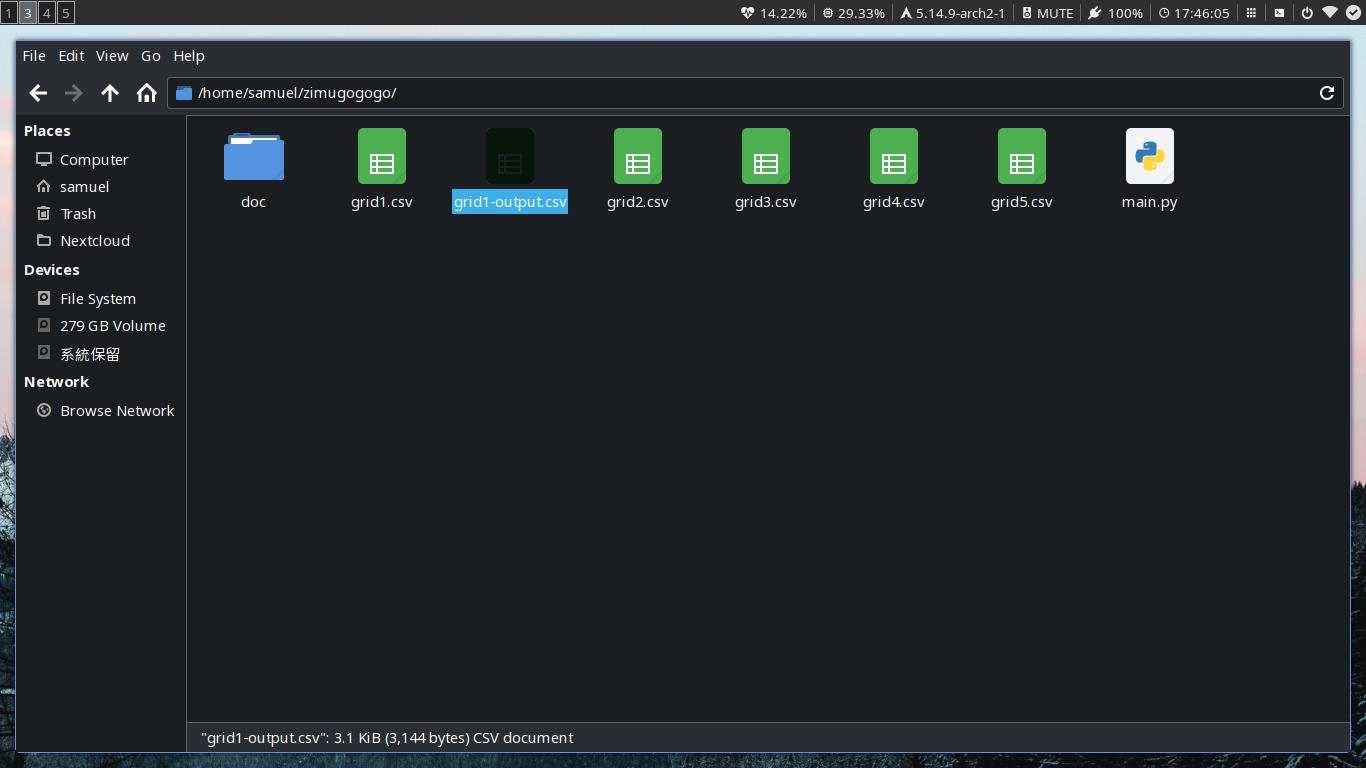 1 3 4 5 14.22% 29.33% 5.14.9-arch2-1 MUTE 100% 17:46:05
File Edit View Go Help
/home/samuel/zimugogogo/
Places
Computer
samuel
Trash
Nextcloud
Devices
File System
279 GB Volume
系統保留
Network
Browse Network
doc grid1.csv grid1-output.csv grid2.csv grid3.csv grid4.csv grid5.csv main.py
"grid1-output.csv": 3.1 KiB (3,144 bytes) CSV document